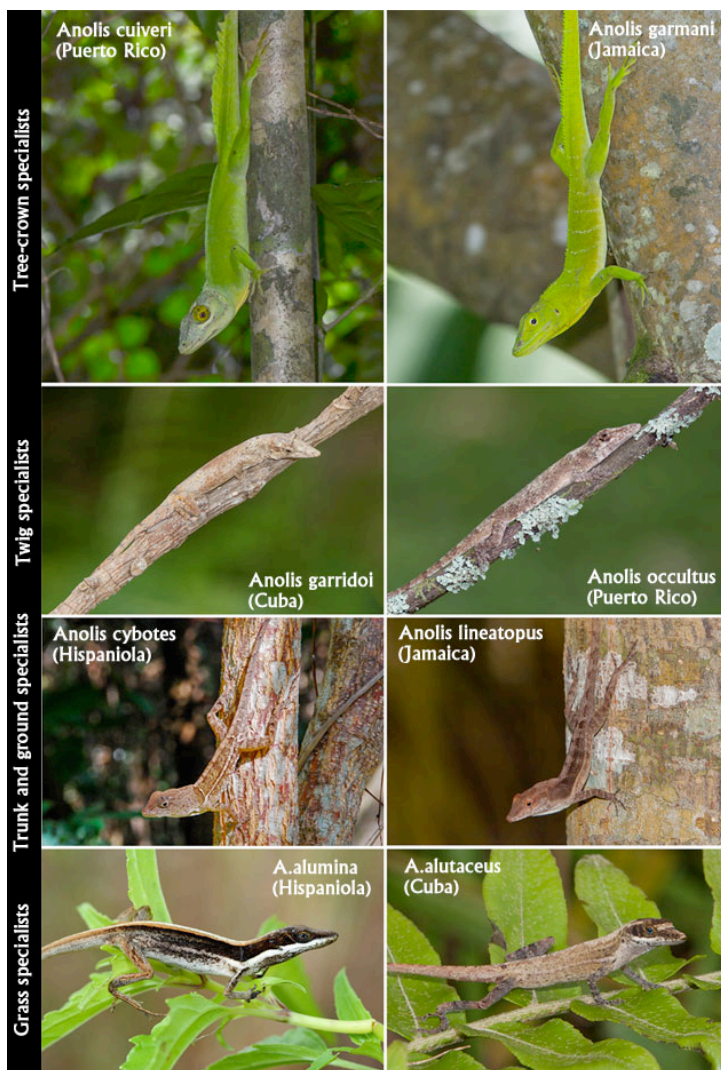 Tree-crown specialists
Anolis cuiveri
(Puerto Rico)
Anolis garmani
(Jamaica)
Twig specialists
Anolis garridoi
(Cuba)
Anolis occultus
(Puerto Rico)
Trunk and ground specialists
Anolis cybotes
(Hispaniola)
Anolis lineatopus
(Jamaica)
Grass specialists
A.alumina
(Hispaniola)
A.alutaceus
(Cuba)